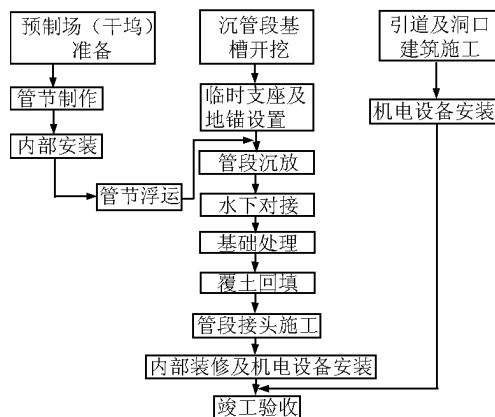 预制场（干坞）
准备
管节制作
内部安装
管节浮运
沉管段基
槽开挖
临时支座及
地锚设置
管段沉放
水下对接
基础处理
覆土回填
管段接头施工
内部装修及机电设备安装
竣工验收
引道及洞口
建筑施工
机电设备安装